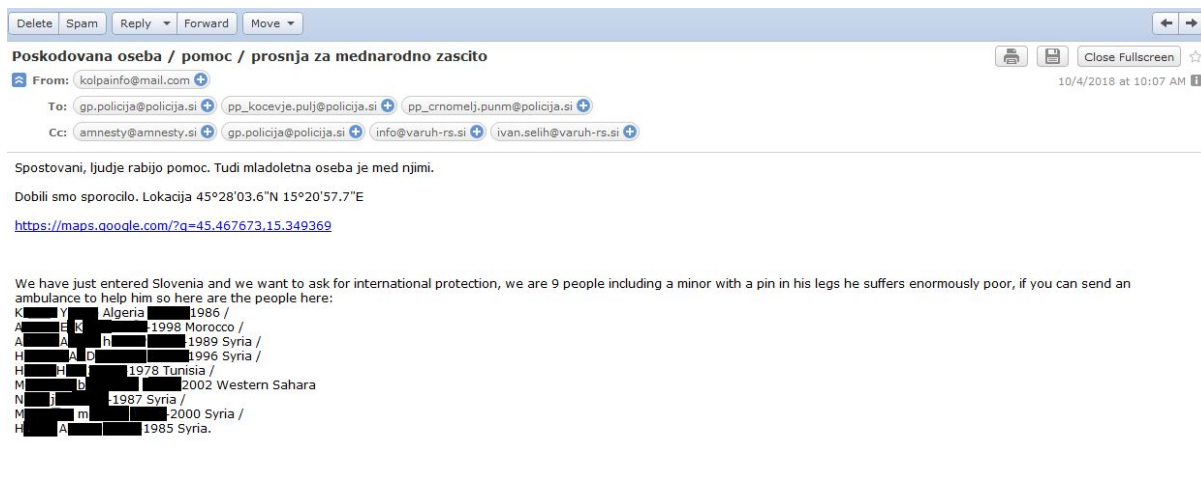 Delete Spam Reply Forward Move
Poskodovana oseba / pomoc / prosnja za mednarodno zascito
Close Fullscreen
From: kolpainfo@mail.com
10/4/2018 at 10:07 AM
To: gp.policija@policija.si pp_kocevje.pulj@policija.si pp_crnomelj.punm@policija.si
Cc: amnesty@amnesty.si gp.policija@policija.si info@varuh-rs.si ivan.selih@varuh-rs.si
Spostovani, ljudje rabijo pomoc. Tudi mladoletna oseba je med njimi.
Dobili smo sporocilo. Lokacija 45°28'03.6"N 15°20'57.7"E
https://maps.google.com/?q=45.467673,15.349369
We have just entered Slovenia and we want to ask for international protection, we are 9 people including a minor with a pin in his legs he suffers enormously poor, if you can send an
ambulance to help him so here are the people here:
K Y Algeria 1986 /
A E K -1998 Morocco /
A A h -1989 Syria /
H A D 1996 Syria /
H H 1978 Tunisia /
M b 2002 Western Sahara
N j -1987 Syria /
M m -2000 Syria /
H A 1985 Syria.